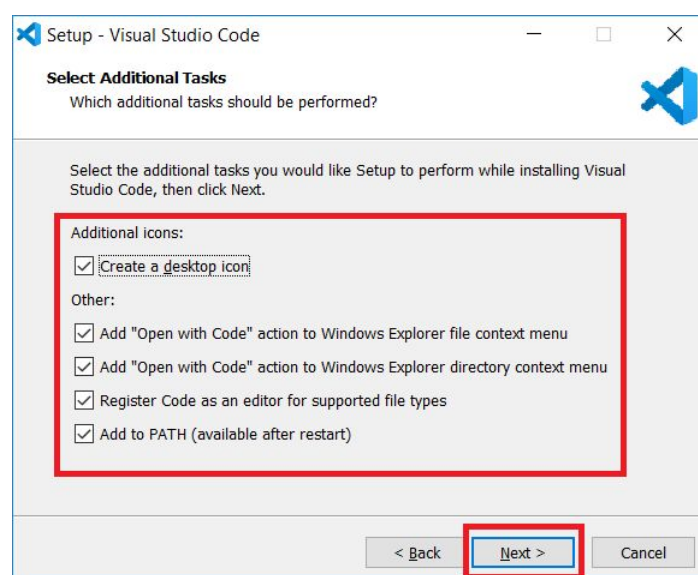 Setup - Visual Studio Code
Select Additional Tasks
Which additional tasks should be performed?
Select the additional tasks you would like Setup to perform while installing Visual
Studio Code, then click Next.
Additional icons:
Create a desktop icon
Other:
Add "Open with Code" action to Windows Explorer file context menu
Add "Open with Code" action to Windows Explorer directory context menu
Register Code as an editor for supported file types
Add to PATH (available after restart)
< Back Next > Cancel